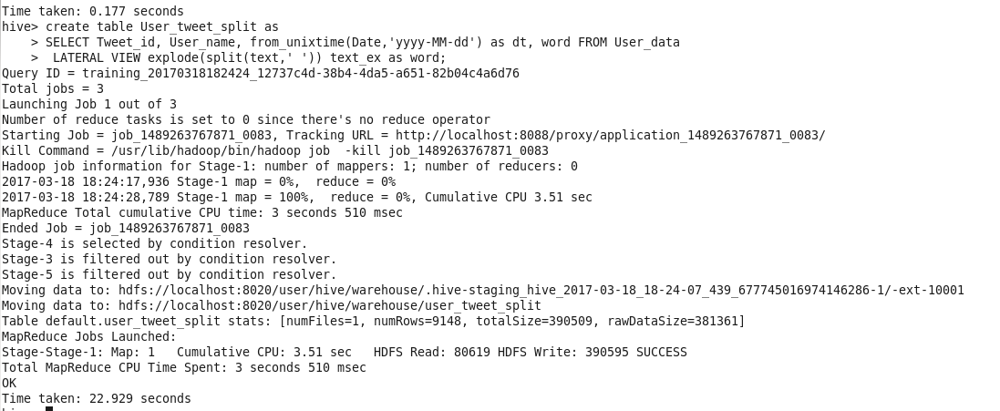 Time taken: 0.177 seconds
hive> create table User_tweet_split as
    > SELECT Tweet_id, User_name, from_unixtime(Date,'yyyy-MM-dd') as dt, word FROM User_data
    >  LATERAL VIEW explode(split(text,' ')) text_ex as word;
Query ID = training_20170318182424_12737c4d-38b4-4da5-a651-82b04c4a6d76
Total jobs = 3
Launching Job 1 out of 3
Number of reduce tasks is set to 0 since there's no reduce operator
Starting Job = job_1489263767871_0083, Tracking URL = http://localhost:8088/proxy/application_1489263767871_0083/
Kill Command = /usr/lib/hadoop/bin/hadoop job  -kill job_1489263767871_0083
Hadoop job information for Stage-1: number of mappers: 1; number of reducers: 0
2017-03-18 18:24:17,936 Stage-1 map = 0%,  reduce = 0%
2017-03-18 18:24:28,789 Stage-1 map = 100%,  reduce = 0%, Cumulative CPU 3.51 sec
MapReduce Total cumulative CPU time: 3 seconds 510 msec
Ended Job = job_1489263767871_0083
Stage-4 is selected by condition resolver.
Stage-3 is filtered out by condition resolver.
Stage-5 is filtered out by condition resolver.
Moving data to: hdfs://localhost:8020/user/hive/warehouse/.hive-staging_hive_2017-03-18_18-24-07_439_677745016974146286-1/-ext-10001
Moving data to: hdfs://localhost:8020/user/hive/warehouse/user_tweet_split
Table default.user_tweet_split stats: [numFiles=1, numRows=9148, totalSize=390509, rawDataSize=381361]
MapReduce Jobs Launched:
Stage-Stage-1: Map: 1   Cumulative CPU: 3.51 sec   HDFS Read: 80619 HDFS Write: 390595 SUCCESS
Total MapReduce CPU Time Spent: 3 seconds 510 msec
OK
Time taken: 22.929 seconds